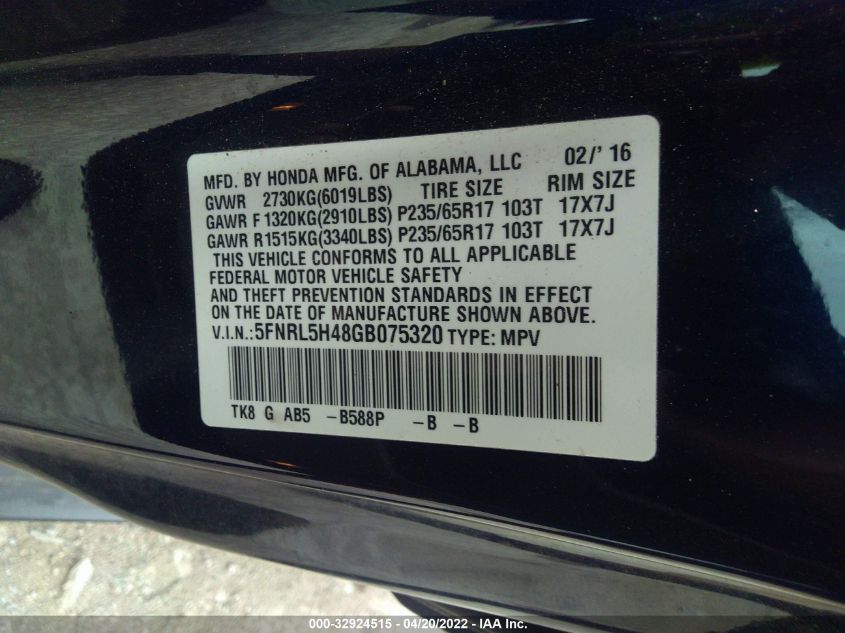 MFD. BY HONDA MFG. OF ALABAMA, LLC 02/' 16
GVWR 2730KG(6019LBS) TIRE SIZE RIM SIZE
GAWR F 1320KG(2910LBS) P235/65R17 103T 17X7J
GAWR R1515KG(3340LBS) P235/65R17 103T 17X7J
THIS VEHICLE CONFORMS TO ALL APPLICABLE
FEDERAL MOTOR VEHICLE SAFETY
AND THEFT PREVENTION STANDARDS IN EFFECT
ON THE DATE OF MANUFACTURE SHOWN ABOVE.
V.I.N.:5FNRL5H48GB075320 TYPE: MPV
TK8 G AB5 -B588P -B -B
000-32924515 - 04/20/2022 - IAA Inc.